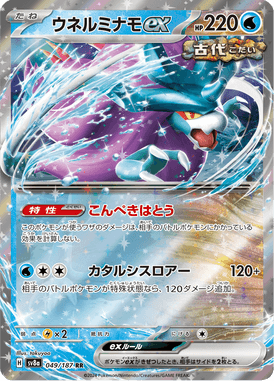 たね
ウネルミナモex
HP220
古代
こだい
特性 こんぺきはとう
このポケモンが使うワザのダメージは、相手のバトルポケモンにかかっている
効果を計算しない。
カタルシスロアー 120+
相手のバトルポケモンが特殊状態なら、120ダメージ追加。
弱点 ×2 抵抗力 にげる
Illus. tokuyoa
exルール
ポケモンexがきぜつしたとき、相手はサイドを2枚とる。
H SV8a 049/187 RR
©2024 Pokémon/Nintendo/Creatures/GAME FREAK